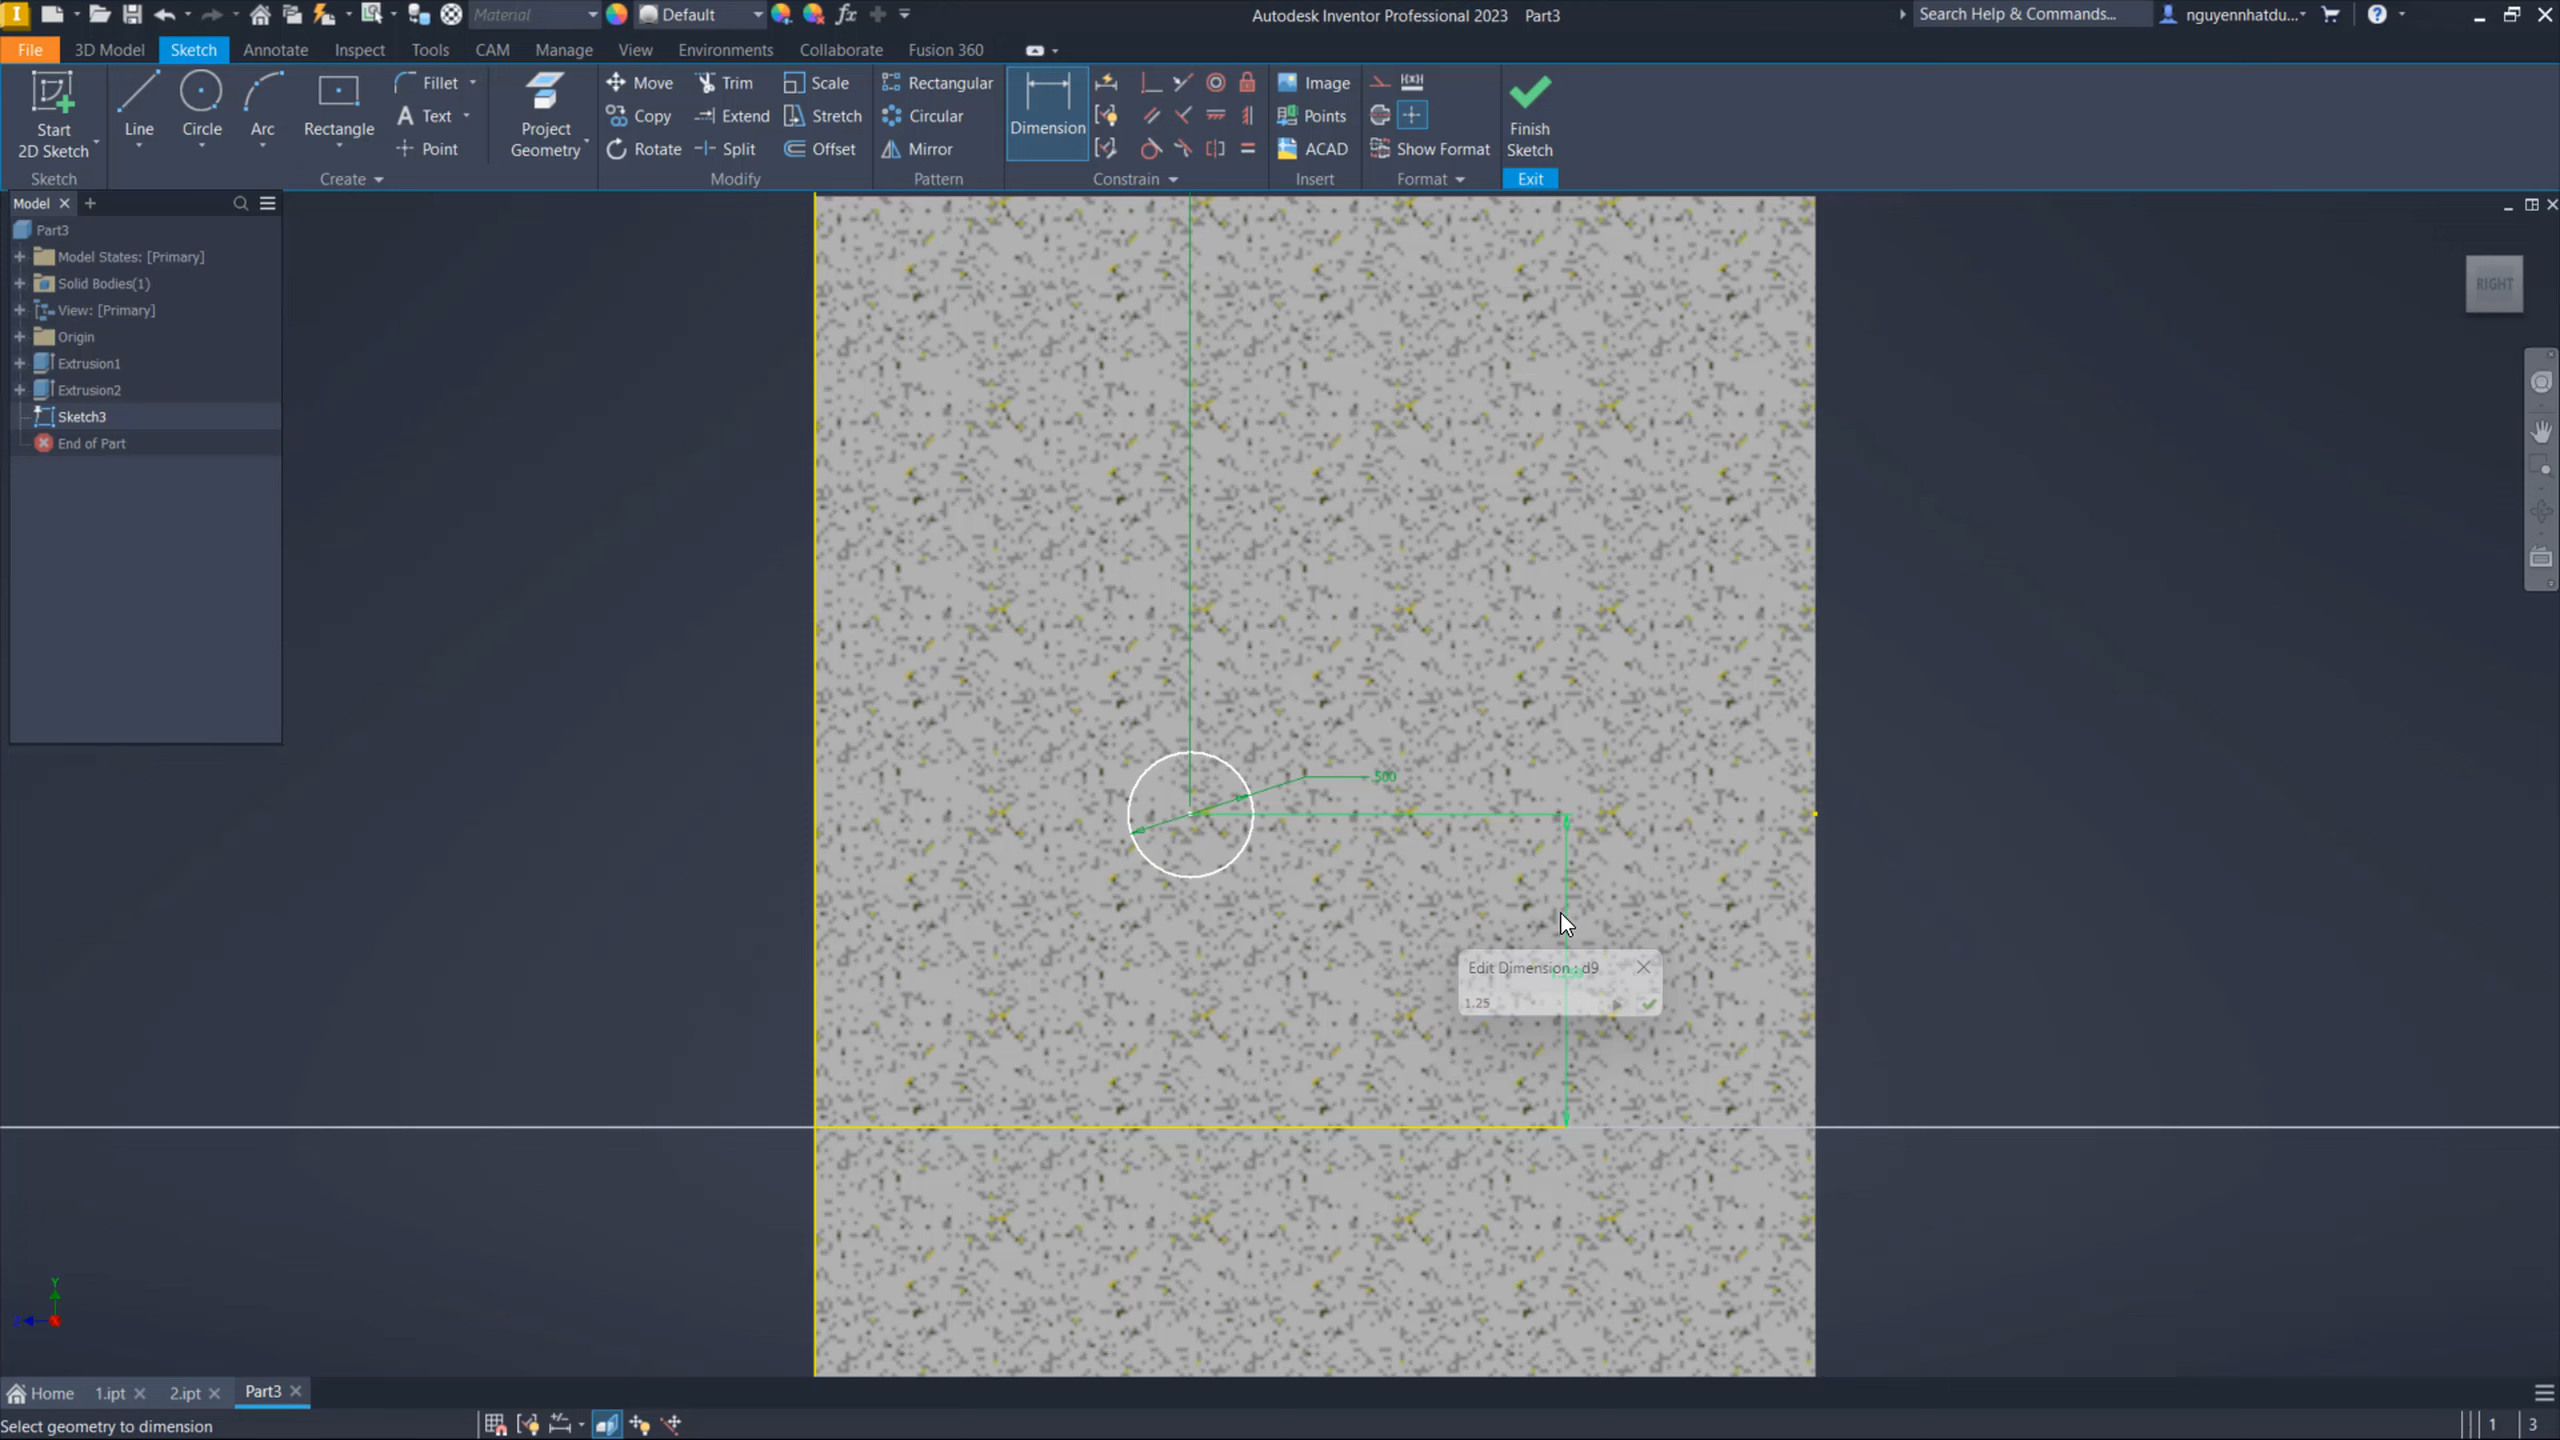 Material
Default
fx
Autodesk Inventor Professional 2023 Part3
Search Help & Commands...
nguyennhatdu...
File
3D Model
Sketch
Annotate
Inspect
Tools
CAM
Manage
View
Environments
Collaborate
Fusion 360
Start
2D Sketch
Line
Circle
Arc
Rectangle
Fillet
Text
Point
Project
Geometry
Move
Copy
Rotate
Trim
Extend
Split
Scale
Stretch
Offset
Rectangular
Circular
Mirror
Dimension
Image
Points
ACAD
Show Format
Finish
Sketch
Sketch
Create
Modify
Pattern
Constrain
Insert
Format
Exit
Model
Part3
Model States: [Primary]
Solid Bodies(1)
View: [Primary]
Origin
Extrusion1
Extrusion2
Sketch3
End of Part
RIGHT
.500
Edit Dimension : d9
1.25
Y
Z
Home
1.ipt
2.ipt
Part3
Select geometry to dimension
1
3